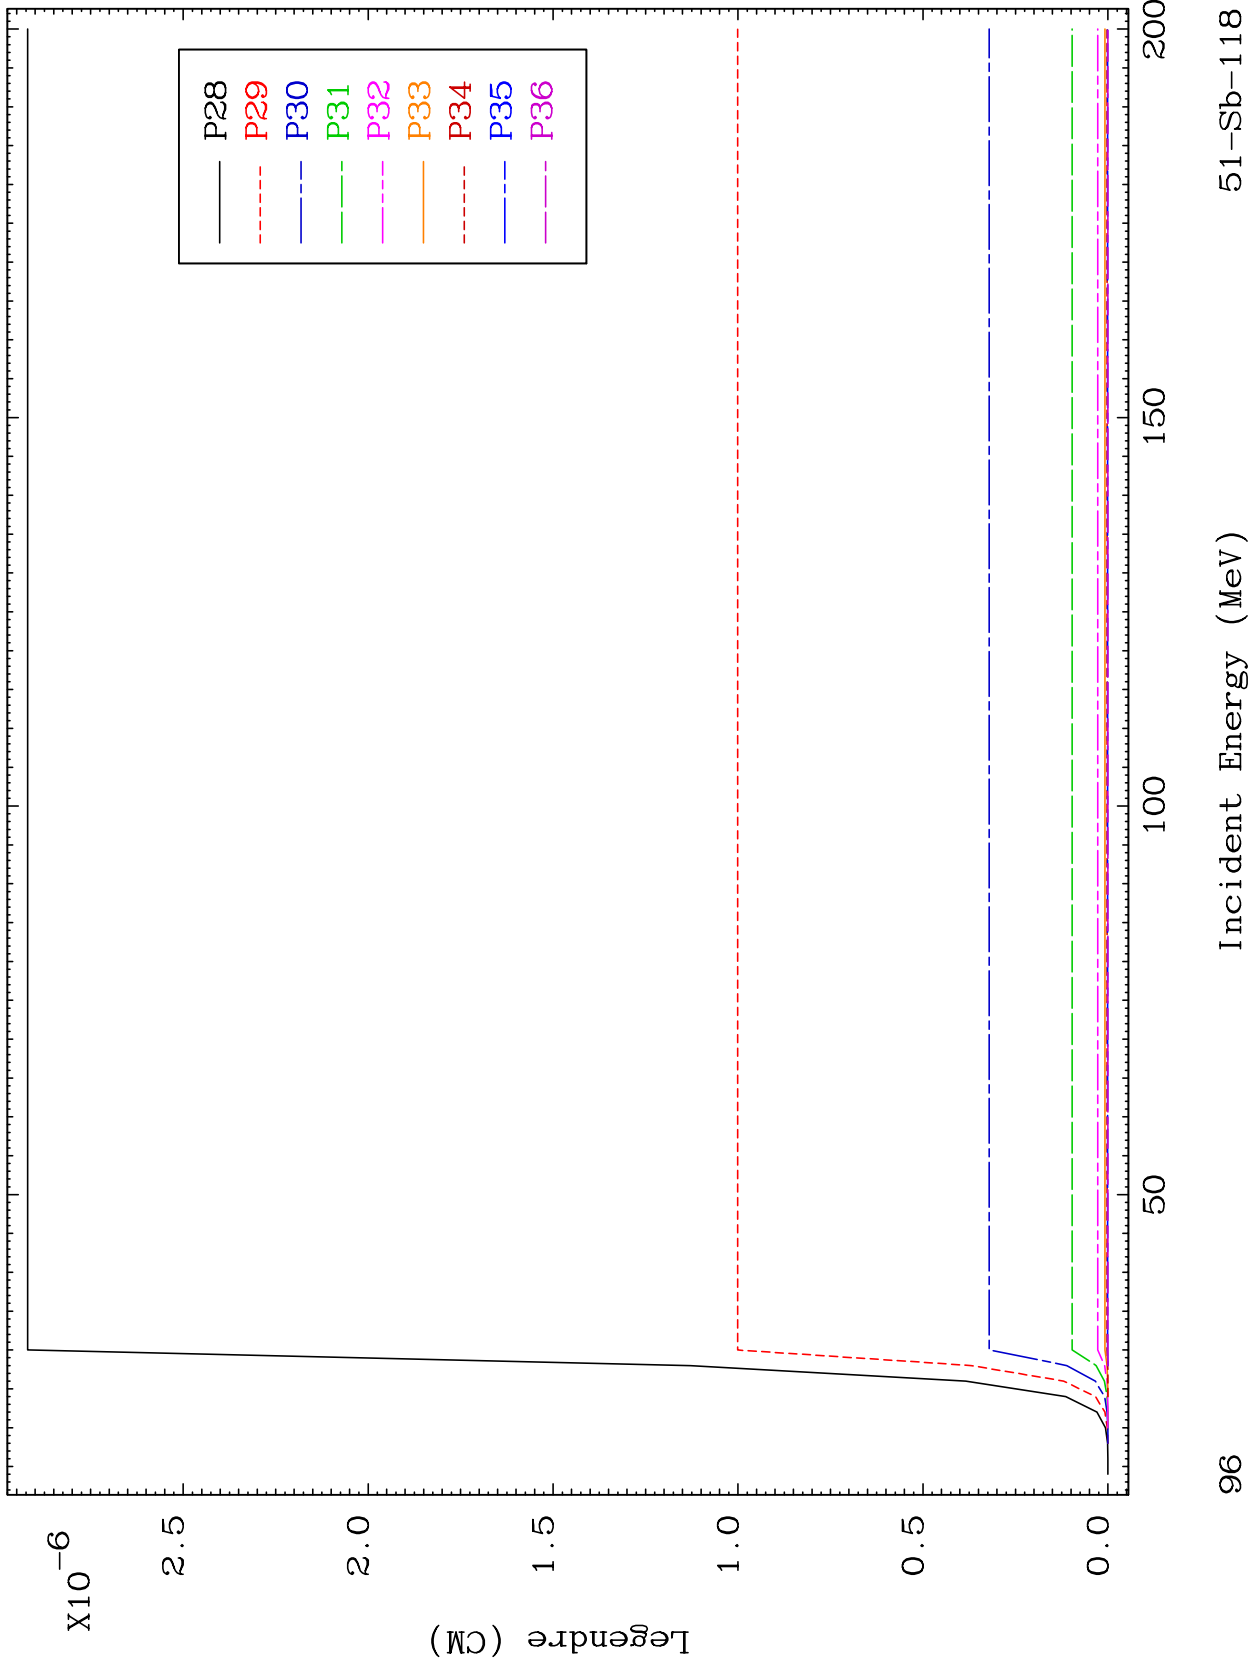 X10-6
2.5
2.0
1.5
1.0
0.5
0.0
Legendre (CM)
P28
P29
P30
P31
P32
P33
P34
P35
P36
50
100
150
200
Incident Energy (MeV)
96
51-Sb-118